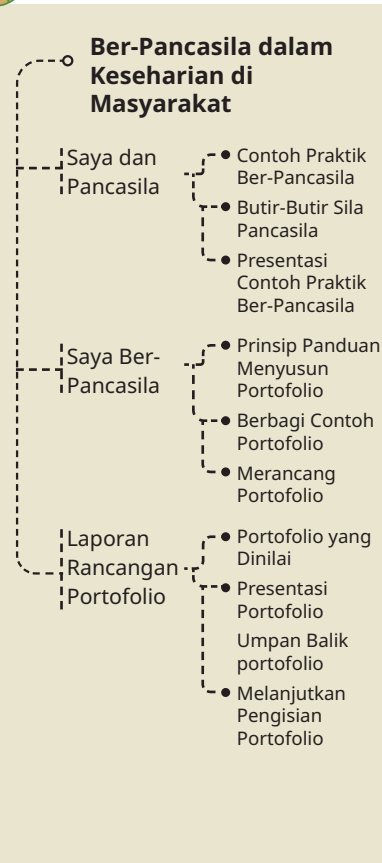 Ber-Pancasila dalam
Keseharian di
Masyarakat
Saya dan
Pancasila
Contoh Praktik
Ber-Pancasila
Butir-Butir Sila
Pancasila
Presentasi
Contoh Praktik
Ber-Pancasila
Saya Ber-
Pancasila
Prinsip Panduan
Menyusun
Portofolio
Berbagi Contoh
Portofolio
Merancang
Portofolio
Laporan
Rancangan
Portofolio
Portofolio yang
Dinilai
Presentasi
Portofolio
Umpan Balik
portofolio
Melanjutkan
Pengisian
Portofolio